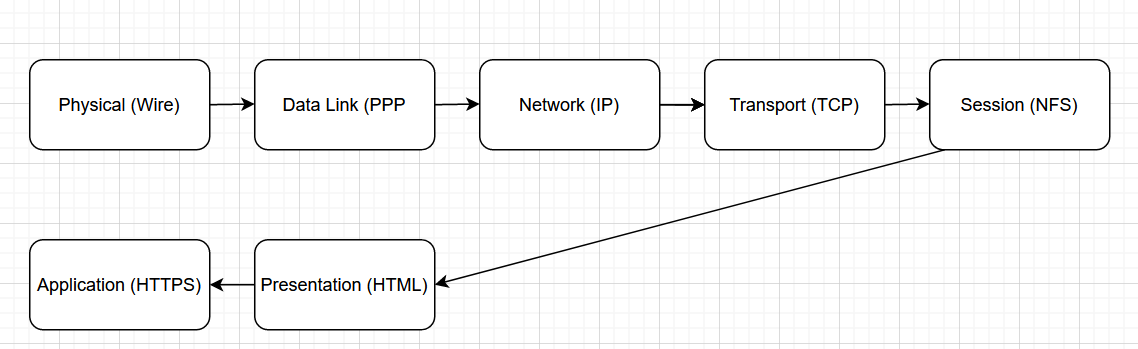 Physical (Wire)
Data Link (PPP
Network (IP)
Transport (TCP)
Session (NFS)
Application (HTTPS)
Presentation (HTML)